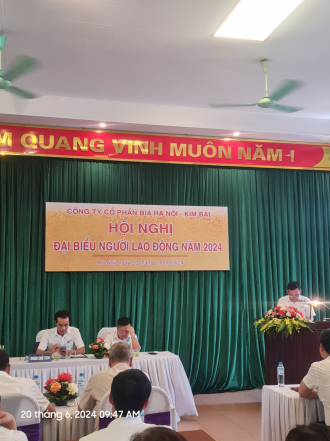 M QUANG VINH MUÔN NĂM !
CÔNG TY CỔ PHẦN BIA HÀ NỘI - KIM BÀI
HỘI NGHỊ
ĐẠI BIỂU NGƯỜI LAO ĐỘNG NĂM 2024
20 thg 6, 2024 09:47 AM